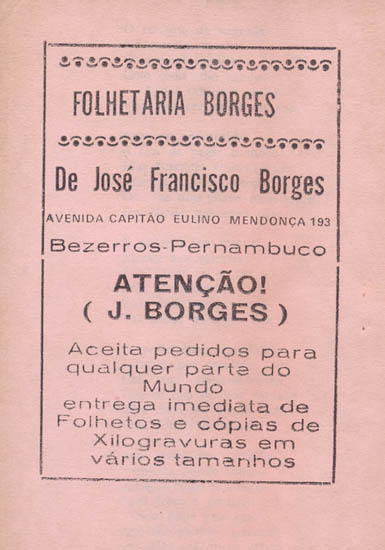 FOLHETARIA BORGES
De José Francisco Borges
AVENIDA CAPITÃO EULINO MENDONÇA 193
Bezerros-Pernambuco
ATENÇÃO!
( J. BORGES )
Aceita pedidos para
qualquer parte do
Mundo
entrega imediata de
Folhetos e cópias de
Xilogravuras em
vários tamanhos